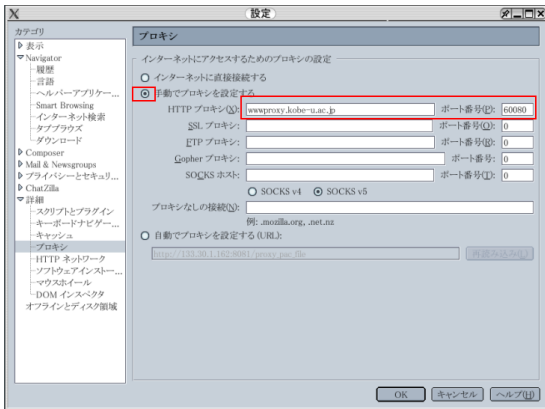 設定
カテゴリ
表示
Navigator
履歴
言語
ヘルパーアプリケー...
Smart Browsing
インターネット検索
タブブラウズ
ダウンロード
Composer
Mail & Newsgroups
プライバシーとセキュリ...
ChatZilla
詳細
スクリプトとプラグイン
キーボードナビゲー...
キャッシュ
プロキシ
HTTP ネットワーク
ソフトウェアインストー...
マウスホイール
DOM インスペクタ
オフラインとディスク領域
プロキシ
インターネットにアクセスするためのプロキシの設定
インターネットに直接接続する
手動でプロキシを設定する
HTTP プロキシ(X): wwwproxy.kobe-u.ac.jp ポート番号(P): 60080
SSL プロキシ: ポート番号(O): 0
FTP プロキシ: ポート番号(R): 0
Gopher プロキシ: ポート番号: 0
SOCKS ホスト: ポート番号(T): 0
SOCKS v4 SOCKS v5
プロキシなしの接続(N):
例: .mozilla.org, .net.nz
自動でプロキシを設定する (URL):
http://133.30.1.162:8081/proxy_pac_file 再読み込み(L)
OK キャンセル ヘルプ(H)